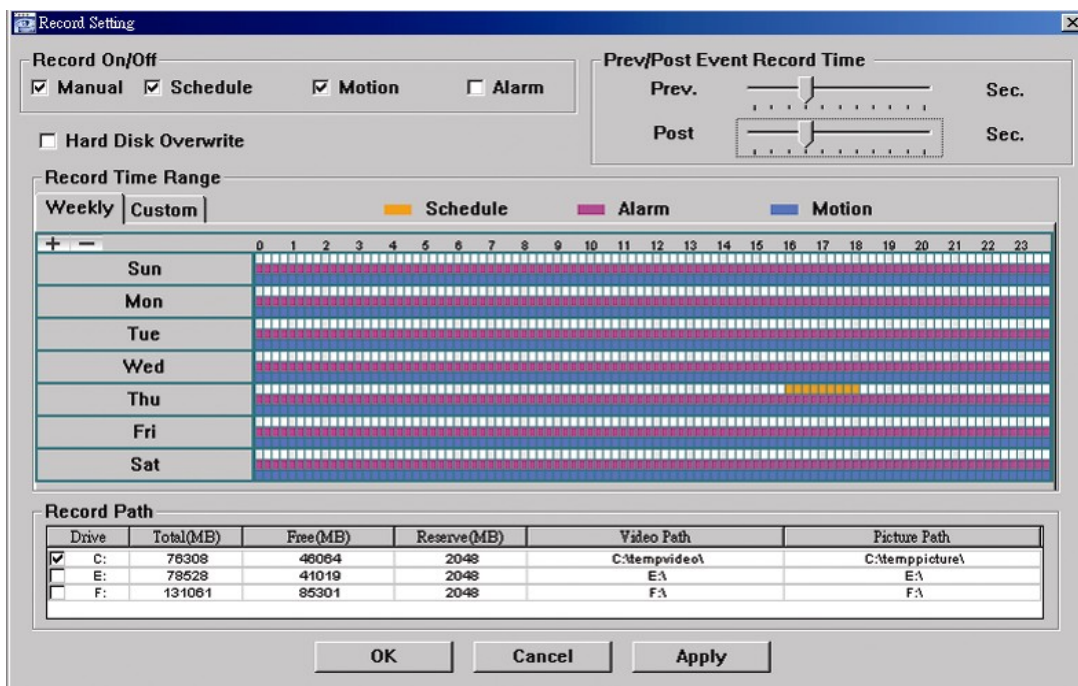 Record Setting
Record On/Off
Manual Schedule Motion Alarm
Prev/Post Event Record Time
Prev. Sec.
Post Sec.
Hard Disk Overwrite
Record Time Range
Weekly Custom Schedule Alarm Motion
+ − 0 1 2 3 4 5 6 7 8 9 10 11 12 13 14 15 16 17 18 19 20 21 22 23
Sun
Mon
Tue
Wed
Thu
Fri
Sat
Record Path
Drive Total(MB) Free(MB) Reserve(MB) Video Path Picture Path
C: 76308 46064 2048 C:\tempvideo\ C:\temppicture\
E: 78528 41019 2048 E:\ E:\
F: 131061 85301 2048 F:\ F:\
OK Cancel Apply